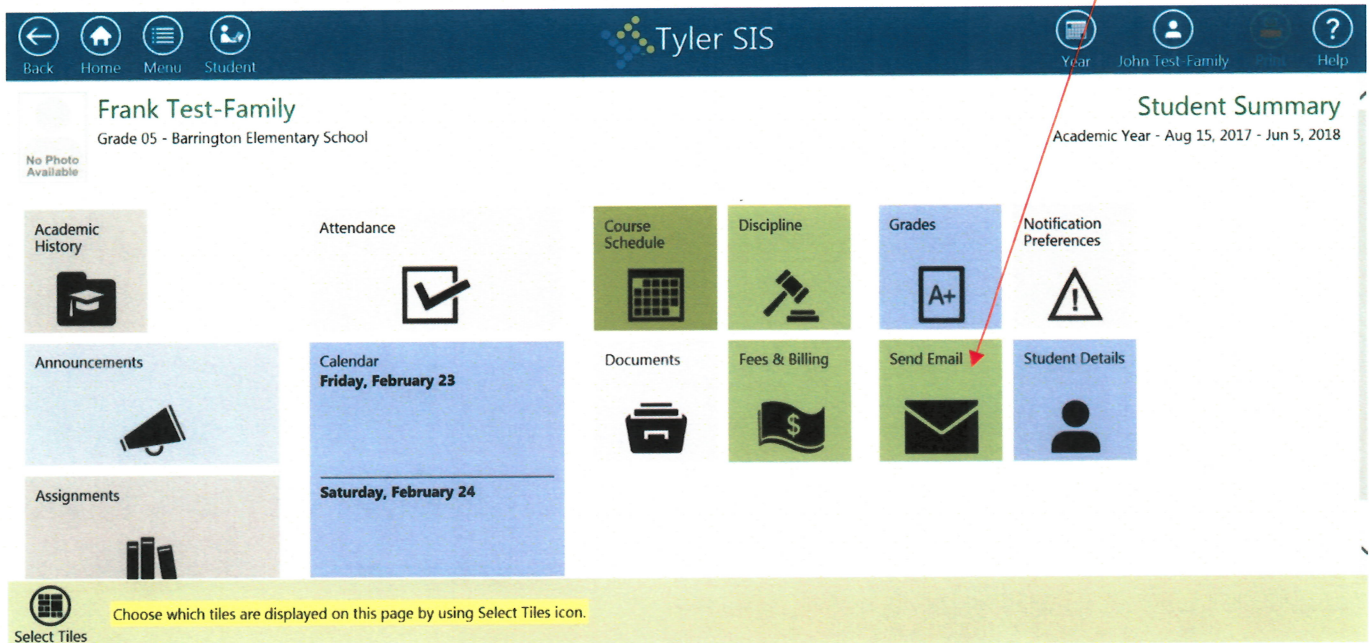 Back
Home
Menu
Student
Tyler SIS
Year
John Test-Family
Print
Help
Frank Test-Family
Grade 05 - Barrington Elementary School
No Photo
Available
Student Summary
Academic Year - Aug 15, 2017 - Jun 5, 2018
Academic
History
Attendance
Course
Schedule
Discipline
Grades
A+
Notification
Preferences
Announcements
Calendar
Friday, February 23
Saturday, February 24
Documents
Fees & Billing
$
Send Email
Student Details
Assignments
Select Tiles
Choose which tiles are displayed on this page by using Select Tiles icon.